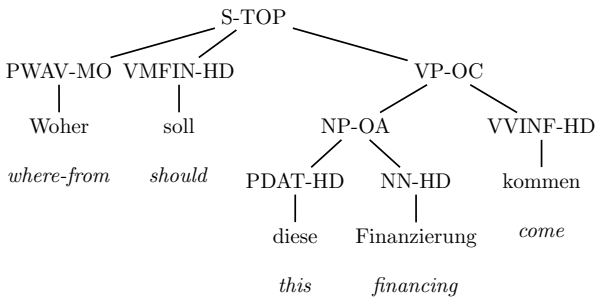 S-TOP
PWAV-MO VMFIN-HD VP-OC
Woher soll NP-OA VVINF-HD
where-from should PDAT-HD NN-HD kommen
diese Finanzierung come
this financing